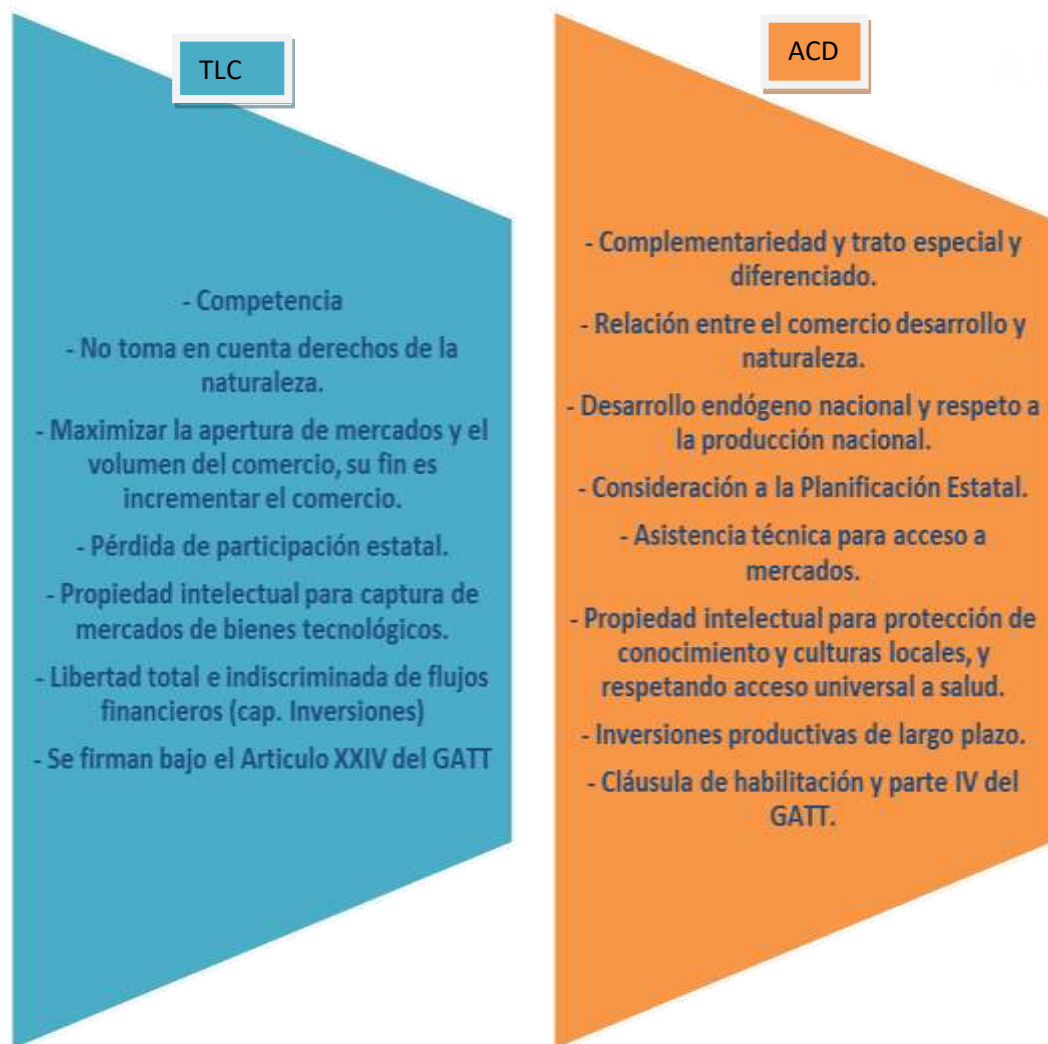 TLC
- Competencia
- No toma en cuenta derechos de la
naturaleza.
- Maximizar la apertura de mercados y el
volumen del comercio, su fin es
incrementar el comercio.
- Pérdida de participación estatal.
- Propiedad intelectual para captura de
mercados de bienes tecnológicos.
- Libertad total e indiscriminada de flujos
financieros (cap. Inversiones)
- Se firman bajo el Articulo XXIV del GATT
ACD
- Complementariedad y trato especial y
diferenciado.
- Relación entre el comercio desarrollo y
naturaleza.
- Desarrollo endógeno nacional y respeto a
la producción nacional.
- Consideración a la Planificación Estatal.
- Asistencia técnica para acceso a
mercados.
- Propiedad intelectual para protección de
conocimiento y culturas locales, y
respetando acceso universal a salud.
- Inversiones productivas de largo plazo.
- Cláusula de habilitación y parte IV del
GATT.